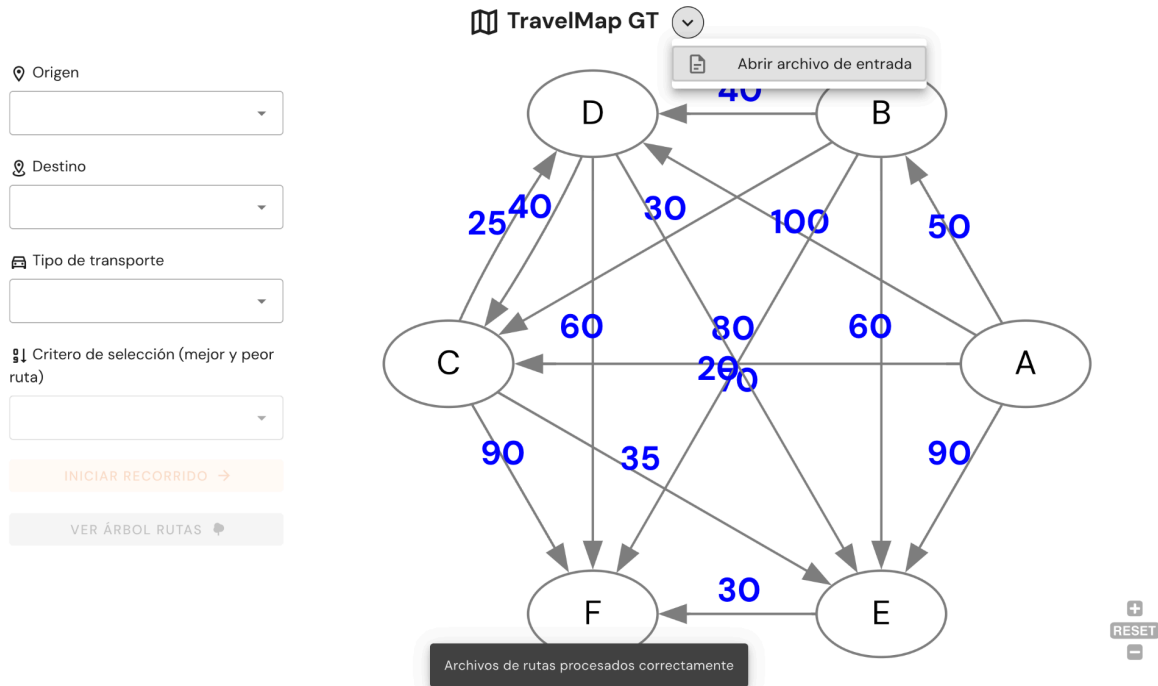 TravelMap GT
Abrir archivo de entrada
Origen
Destino
Tipo de transporte
Critero de selección (mejor y peor
ruta)
INICIAR RECORRIDO
VER ÁRBOL RUTAS
D
B
40
25
40
30
100
50
60
80
60
C
20
70
A
90
35
90
F
30
E
RESET
Archivos de rutas procesados correctamente